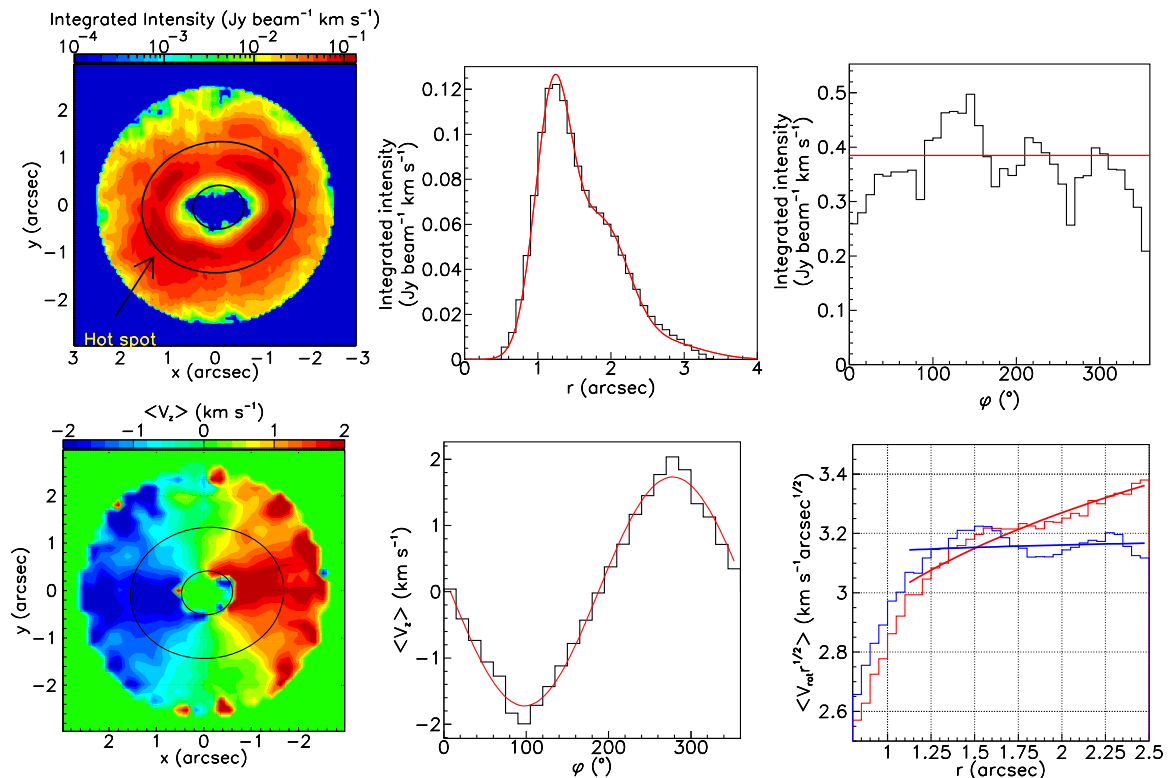 Integrated Intensity (Jy beam⁻¹ km s⁻¹)
10⁻⁴ 10⁻³ 10⁻² 10⁻¹
y (arcsec)
2
1
0
−1
−2
Hot spot
3 2 1 0 −1 −2 −3
x (arcsec)
Integrated intensity
(Jy beam⁻¹ km s⁻¹)
0.12
0.1
0.08
0.06
0.04
0.02
0
0 1 2 3 4
r (arcsec)
Integrated intensity
(Jy beam⁻¹ km s⁻¹)
0.5
0.4
0.3
0.2
0.1
0
0 100 200 300
φ (°)
<V_z> (km s⁻¹)
−2 −1 0 1 2
y (arcsec)
2
1
0
−1
−2
3 2 1 0 −1 −2
x (arcsec)
<V_z> (km s⁻¹)
2
1
0
−1
−2
0 100 200 300
φ (°)
<V_rot r^1/2> (km s⁻¹ arcsec^1/2)
3.4
3.2
3
2.8
2.6
1 1.25 1.5 1.75 2 2.25 2.5
r (arcsec)